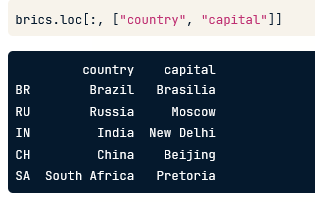 brics.loc[:, ["country", "capital"]]
country capital
BR Brazil Brasilia
RU Russia Moscow
IN India New Delhi
CH China Beijing
SA South Africa Pretoria